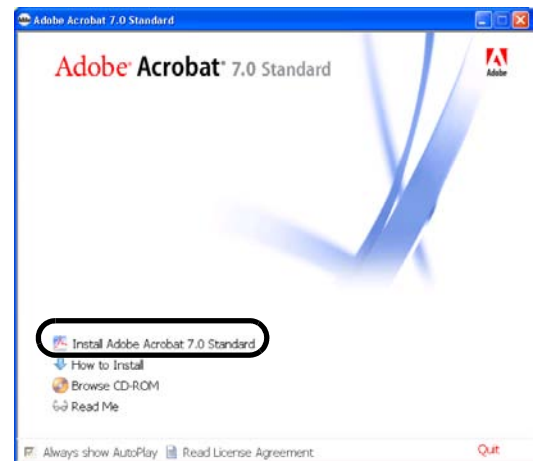 Adobe Acrobat 7.0 Standard
Adobe® Acrobat® 7.0 Standard
Adobe
Install Adobe Acrobat 7.0 Standard
How to Install
Browse CD-ROM
Read Me
Always show AutoPlay Read License Agreement Quit